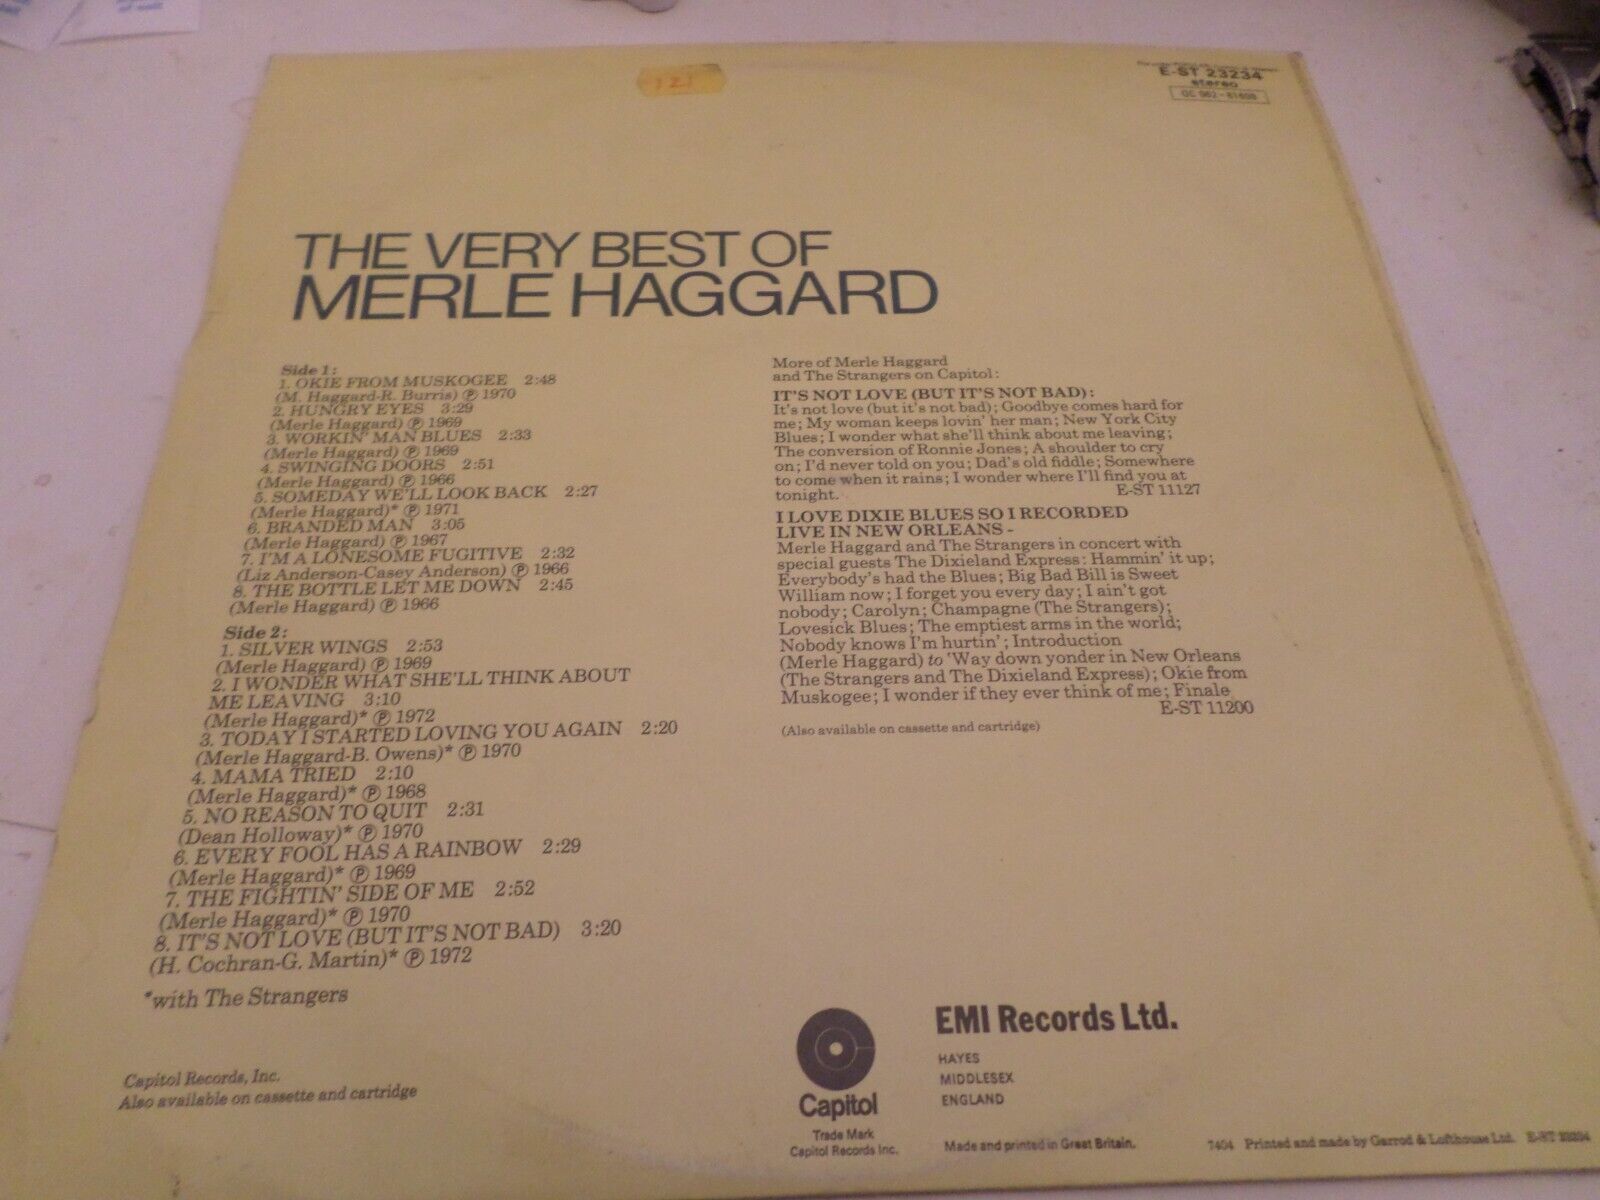 121
E-ST 23234
stereo
OC 062-81608
THE VERY BEST OF
MERLE HAGGARD
Side 1:
1. OKIE FROM MUSKOGEE 2:48
(M. Haggard-R. Burris) Ⓟ 1970
2. HUNGRY EYES 3:29
(Merle Haggard) Ⓟ 1969
3. WORKIN' MAN BLUES 2:33
(Merle Haggard) Ⓟ 1969
4. SWINGING DOORS 2:51
(Merle Haggard) Ⓟ 1966
5. SOMEDAY WE'LL LOOK BACK 2:27
(Merle Haggard)* Ⓟ 1971
6. BRANDED MAN 3:05
(Merle Haggard) Ⓟ 1967
7. I'M A LONESOME FUGITIVE 2:32
(Liz Anderson-Casey Anderson) Ⓟ 1966
8. THE BOTTLE LET ME DOWN 2:45
(Merle Haggard) Ⓟ 1966
Side 2:
1. SILVER WINGS 2:53
(Merle Haggard) Ⓟ 1969
2. I WONDER WHAT SHE'LL THINK ABOUT
ME LEAVING 3:10
(Merle Haggard)* Ⓟ 1972
3. TODAY I STARTED LOVING YOU AGAIN 2:20
(Merle Haggard-B. Owens)* Ⓟ 1970
4. MAMA TRIED 2:10
(Merle Haggard)* Ⓟ 1968
5. NO REASON TO QUIT 2:31
(Dean Holloway)* Ⓟ 1970
6. EVERY FOOL HAS A RAINBOW 2:29
(Merle Haggard)* Ⓟ 1969
7. THE FIGHTIN' SIDE OF ME 2:52
(Merle Haggard)* Ⓟ 1970
8. IT'S NOT LOVE (BUT IT'S NOT BAD) 3:20
(H. Cochran-G. Martin)* Ⓟ 1972
*with The Strangers
Capitol Records, Inc.
Also available on cassette and cartridge
More of Merle Haggard
and The Strangers on Capitol:
IT'S NOT LOVE (BUT IT'S NOT BAD):
It's not love (but it's not bad); Goodbye comes hard for
me; My woman keeps lovin' her man; New York City
Blues; I wonder what she'll think about me leaving;
The conversion of Ronnie Jones; A shoulder to cry
on; I'd never told on you; Dad's old fiddle; Somewhere
to come when it rains; I wonder where I'll find you at
tonight. E-ST 11127
I LOVE DIXIE BLUES SO I RECORDED
LIVE IN NEW ORLEANS -
Merle Haggard and The Strangers in concert with
special guests The Dixieland Express: Hammin' it up;
Everybody's had the Blues; Big Bad Bill is Sweet
William now; I forget you every day; I ain't got
nobody; Carolyn; Champagne (The Strangers);
Lovesick Blues; The emptiest arms in the world;
Nobody knows I'm hurtin'; Introduction
(Merle Haggard) to 'Way down yonder in New Orleans
(The Strangers and The Dixieland Express); Okie from
Muskogee; I wonder if they ever think of me; Finale
E-ST 11200
(Also available on cassette and cartridge)
Capitol
Trade Mark
Capitol Records Inc.
EMI Records Ltd.
HAYES
MIDDLESEX
ENGLAND
Made and printed in Great Britain.
7404 Printed and made by Garrod & Lofthouse Ltd. E-ST 23234